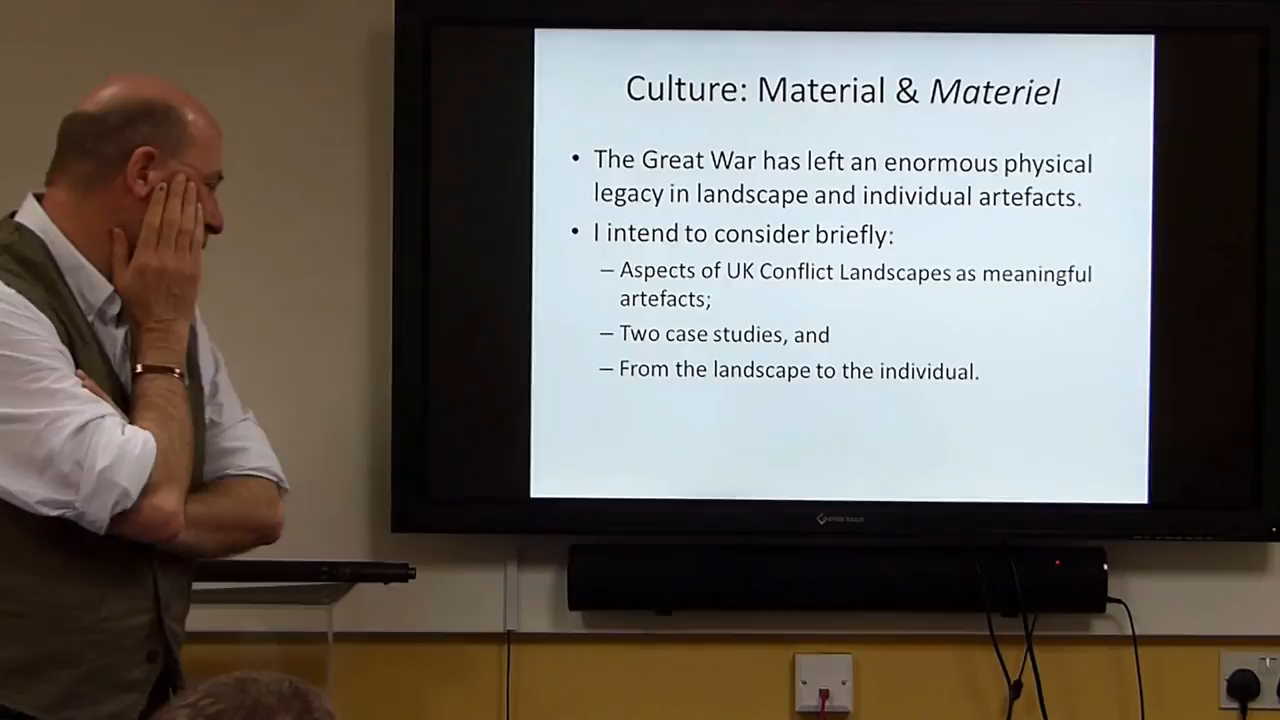 Culture: Material & Materiel
• The Great War has left an enormous physical
legacy in landscape and individual artefacts.
• I intend to consider briefly:
– Aspects of UK Conflict Landscapes as meaningful
artefacts;
– Two case studies, and
– From the landscape to the individual.